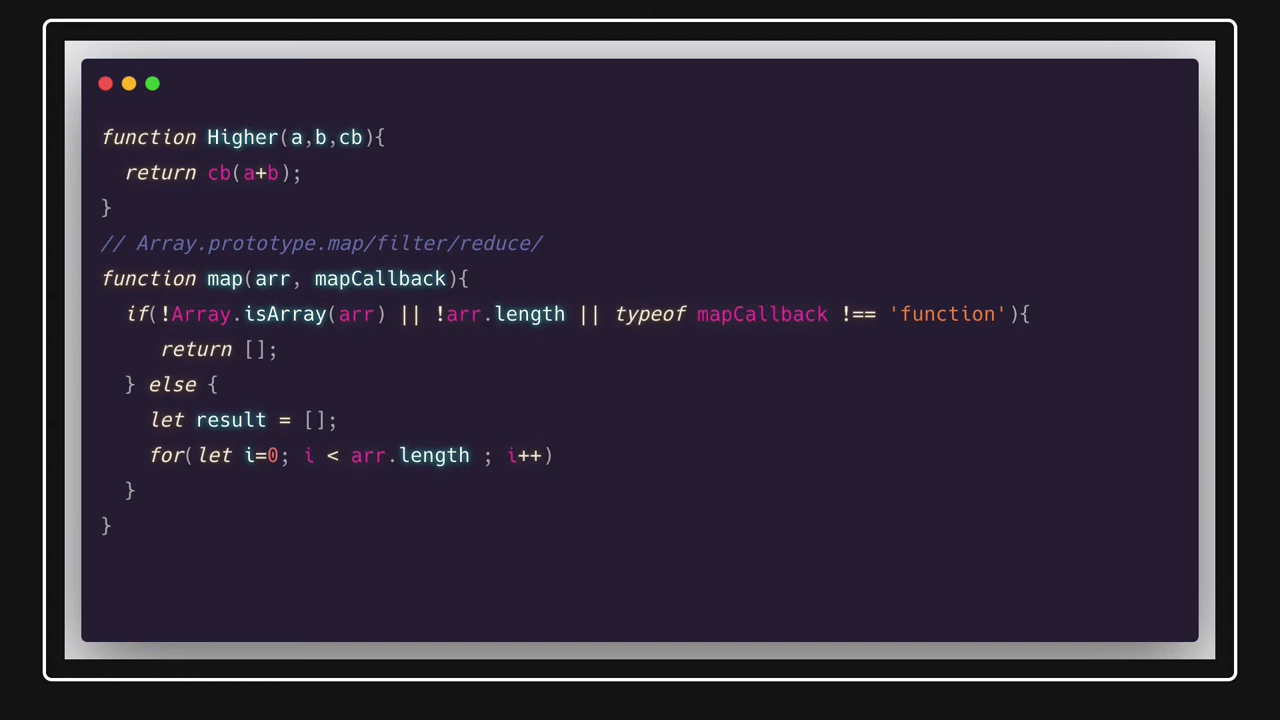 function Higher(a,b,cb){
  return cb(a+b);
}
// Array.prototype.map/filter/reduce/
function map(arr, mapCallback){
  if(!Array.isArray(arr) || !arr.length || typeof mapCallback !== 'function'){
     return [];
  } else {
    let result = [];
    for(let i=0; i < arr.length ; i++)
  }
}